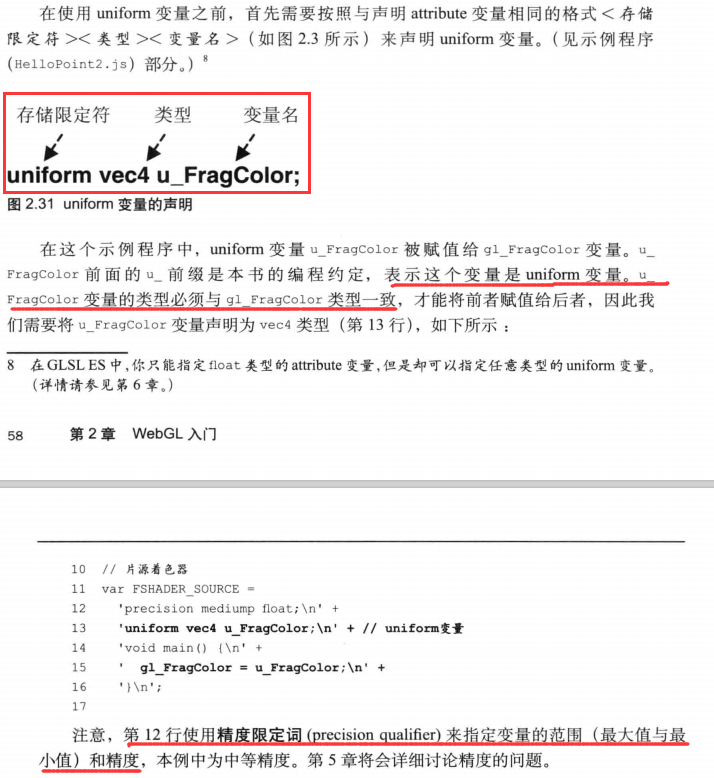 在使用 uniform 变量之前，首先需要按照与声明 attribute 变量相同的格式 < 存储
限定符 >< 类型 >< 变量名 >（如图 2.3 所示）来声明 uniform 变量。（见示例程序
(HelloPoint2.js) 部分。）8
存储限定符 类型 变量名
uniform vec4 u_FragColor;
图 2.31 uniform 变量的声明
在这个示例程序中，uniform 变量 u_FragColor 被赋值给 gl_FragColor 变量。u_
FragColor 前面的 u_ 前缀是本书的编程约定，表示这个变量是 uniform 变量。u_
FragColor 变量的类型必须与 gl_FragColor 类型一致，才能将前者赋值给后者，因此我
们需要将 u_FragColor 变量声明为 vec4 类型（第 13 行），如下所示：
8 在 GLSL ES 中，你只能指定 float 类型的 attribute 变量，但是却可以指定任意类型的 uniform 变量。
（详情请参见第 6 章。）
58 第 2 章 WebGL 入门
10 // 片源着色器
11 var FSHADER_SOURCE =
12 'precision mediump float;\n' +
13 'uniform vec4 u_FragColor;\n' + // uniform变量
14 'void main() {\n' +
15 ' gl_FragColor = u_FragColor;\n' +
16 '}\n';
17
注意，第 12 行使用精度限定词 (precision qualifier) 来指定变量的范围（最大值与最
小值）和精度，本例中为中等精度。第 5 章将会详细讨论精度的问题。